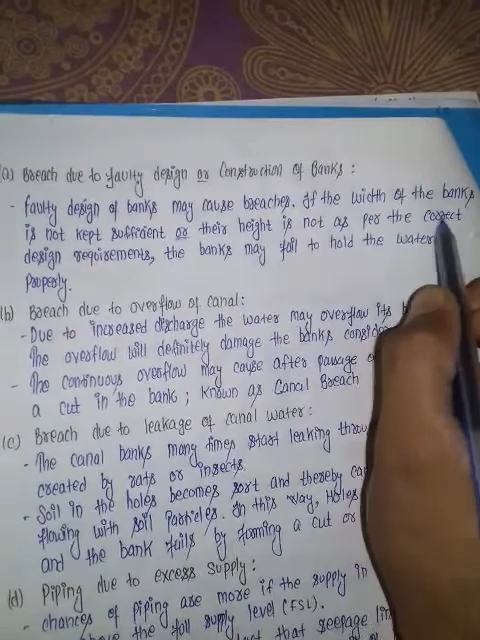 (a) Breach due to faulty design or Construction of Banks :
- Faulty design of banks may cause breaches. If the width of the banks
is not kept sufficient or their height is not as per the correct
design requirements, the banks may fail to hold the water
properly.
(b) Breach due to overflow of canal:
- Due to increased discharge the water may overflow its
The overflow will definitely damage the banks
- The continuous overflow may cause after passage
a cut in the bank ; known as Canal Breach
(c) Breach due to leakage of canal water:
- The canal banks many times start leaking
created by rats or insects.
- Soil in the holes becomes sort and thereby
flowing with soil particles. In this way, Holes
and the bank fails by forming a cut or
(d) Piping due to excess supply :
- chances of piping are more if the supply in
the full supply level (FSL).
that seepage